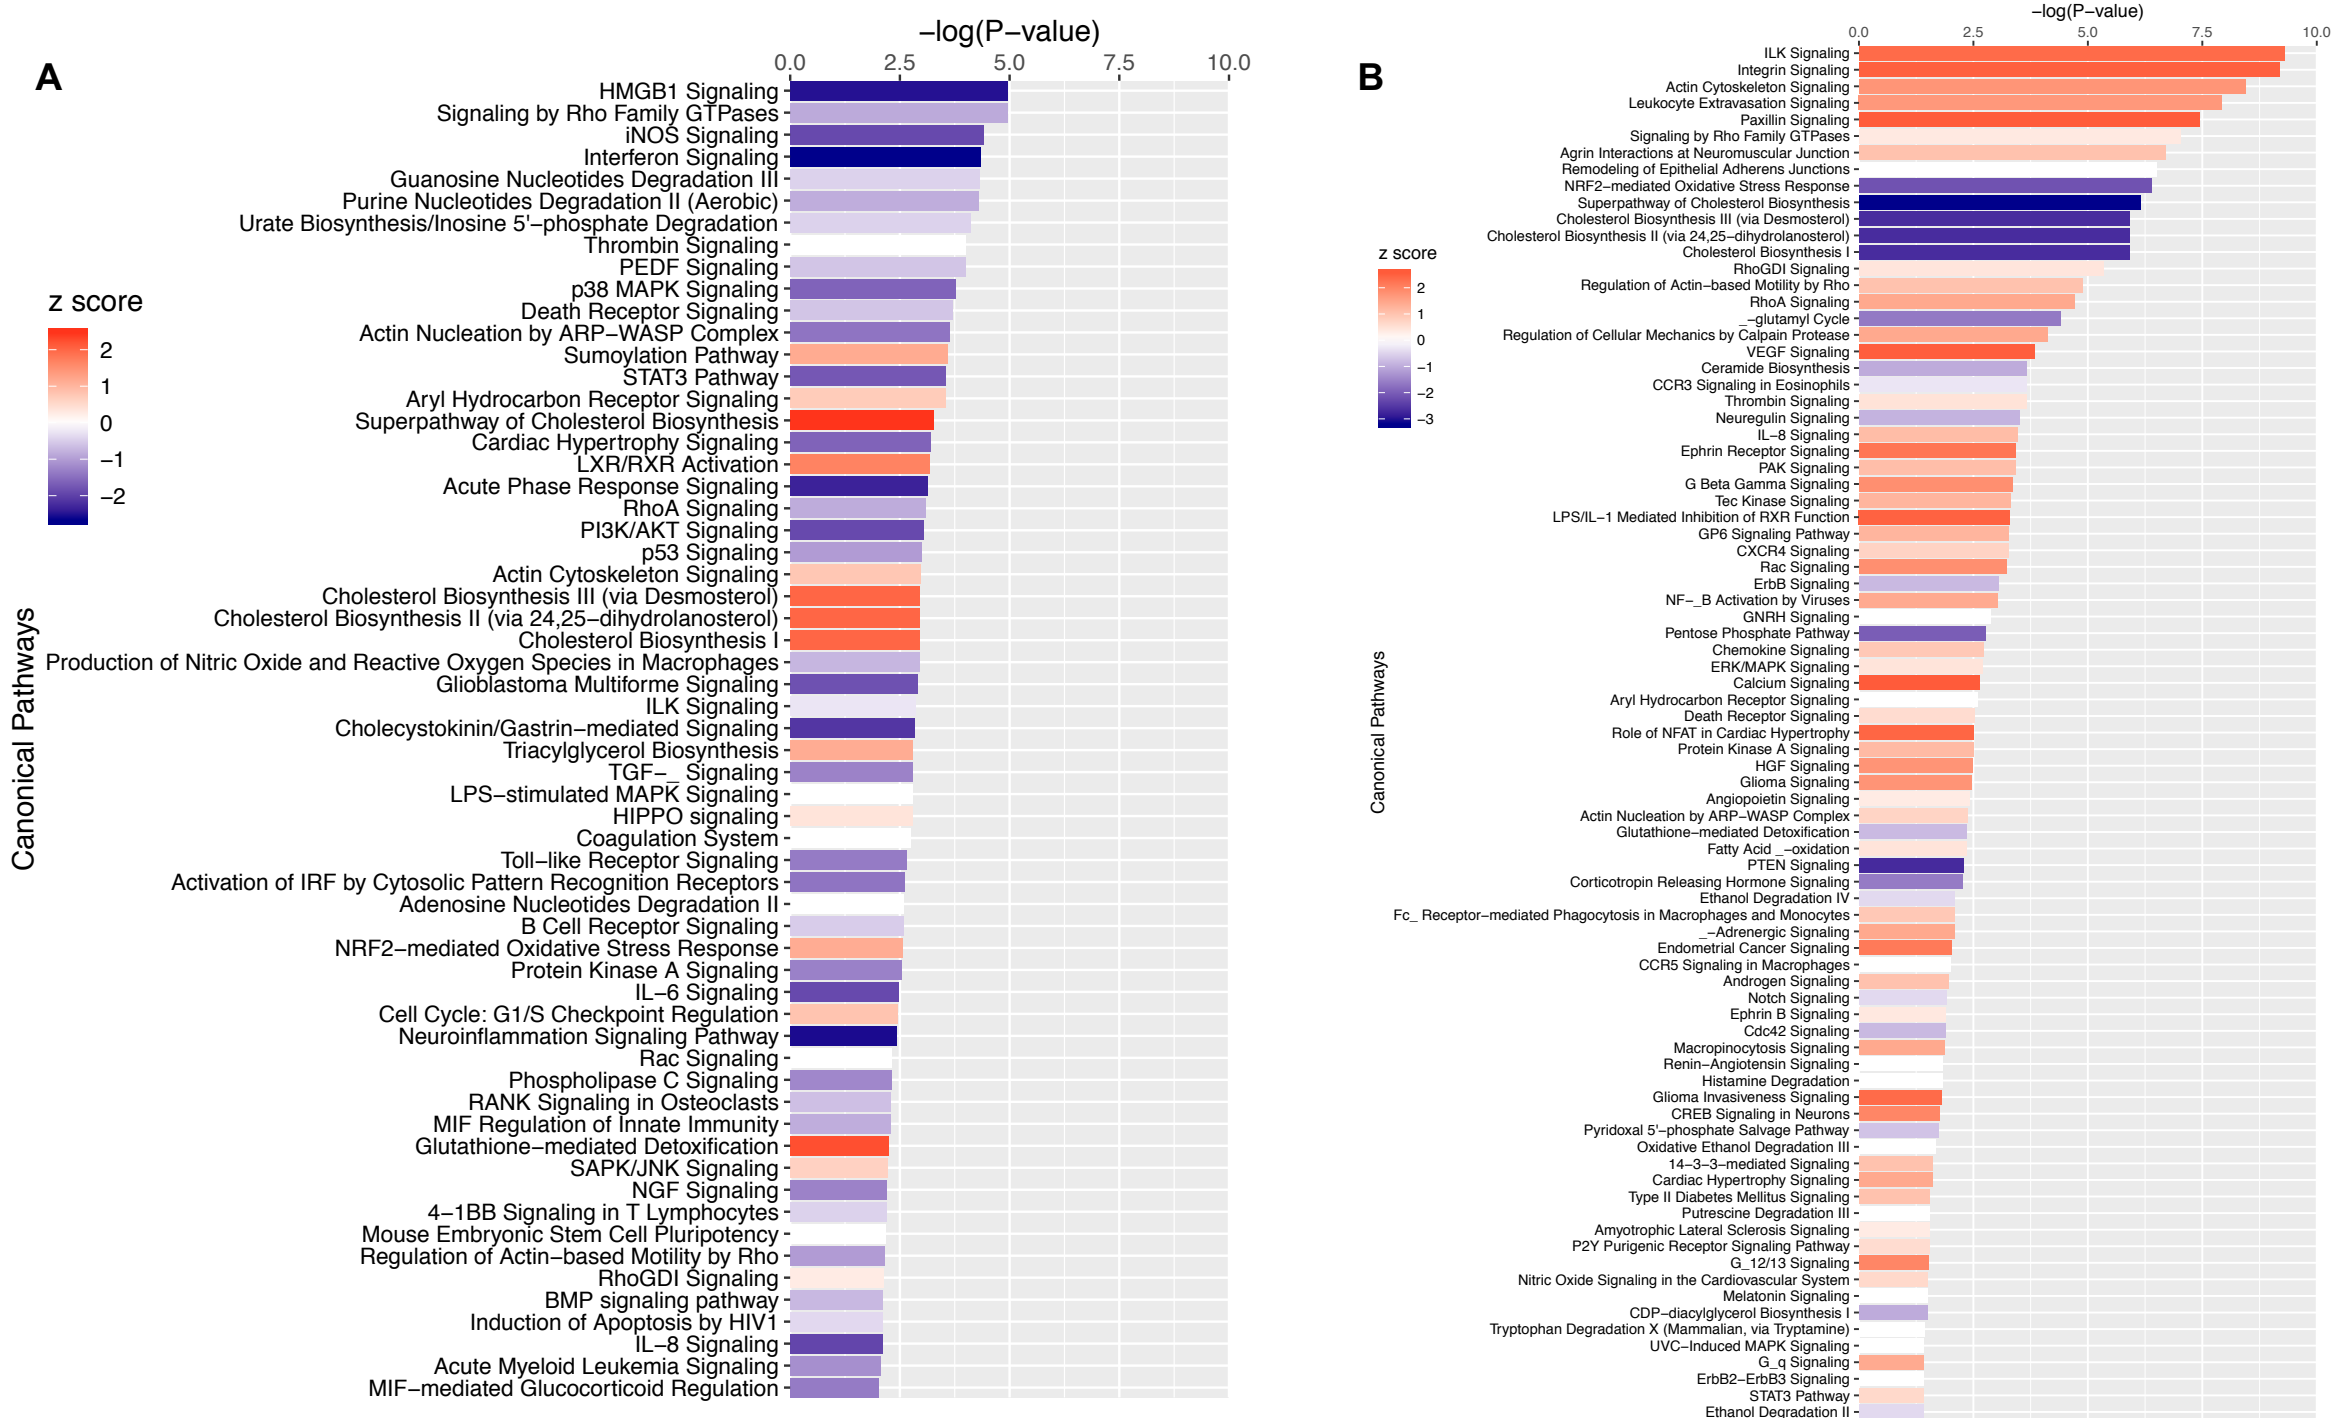 A
−log(P−value)
0.0 2.5 5.0 7.5 10.0
HMGB1 Signaling
Signaling by Rho Family GTPases
iNOS Signaling
Interferon Signaling
Guanosine Nucleotides Degradation III
Purine Nucleotides Degradation II (Aerobic)
Urate Biosynthesis/Inosine 5'−phosphate Degradation
Thrombin Signaling
PEDF Signaling
p38 MAPK Signaling
Death Receptor Signaling
Actin Nucleation by ARP−WASP Complex
Sumoylation Pathway
STAT3 Pathway
Aryl Hydrocarbon Receptor Signaling
Superpathway of Cholesterol Biosynthesis
Cardiac Hypertrophy Signaling
LXR/RXR Activation
Acute Phase Response Signaling
RhoA Signaling
PI3K/AKT Signaling
p53 Signaling
Actin Cytoskeleton Signaling
Cholesterol Biosynthesis III (via Desmosterol)
Cholesterol Biosynthesis II (via 24,25−dihydrolanosterol)
Cholesterol Biosynthesis I
Production of Nitric Oxide and Reactive Oxygen Species in Macrophages
Glioblastoma Multiforme Signaling
ILK Signaling
Cholecystokinin/Gastrin−mediated Signaling
Triacylglycerol Biosynthesis
TGF−_ Signaling
LPS−stimulated MAPK Signaling
HIPPO signaling
Coagulation System
Toll−like Receptor Signaling
Activation of IRF by Cytosolic Pattern Recognition Receptors
Adenosine Nucleotides Degradation II
B Cell Receptor Signaling
NRF2−mediated Oxidative Stress Response
Protein Kinase A Signaling
IL−6 Signaling
Cell Cycle: G1/S Checkpoint Regulation
Neuroinflammation Signaling Pathway
Rac Signaling
Phospholipase C Signaling
RANK Signaling in Osteoclasts
MIF Regulation of Innate Immunity
Glutathione−mediated Detoxification
SAPK/JNK Signaling
NGF Signaling
4−1BB Signaling in T Lymphocytes
Mouse Embryonic Stem Cell Pluripotency
Regulation of Actin−based Motility by Rho
RhoGDI Signaling
BMP signaling pathway
Induction of Apoptosis by HIV1
IL−8 Signaling
Acute Myeloid Leukemia Signaling
MIF−mediated Glucocorticoid Regulation
z score
2
1
0
−1
−2
Canonical Pathways
B
−log(P−value)
0.0 2.5 5.0 7.5 10.0
ILK Signaling
Integrin Signaling
Actin Cytoskeleton Signaling
Leukocyte Extravasation Signaling
Paxillin Signaling
Signaling by Rho Family GTPases
Agrin Interactions at Neuromuscular Junction
Remodeling of Epithelial Adherens Junctions
NRF2−mediated Oxidative Stress Response
Superpathway of Cholesterol Biosynthesis
Cholesterol Biosynthesis III (via Desmosterol)
Cholesterol Biosynthesis II (via 24,25−dihydrolanosterol)
Cholesterol Biosynthesis I
RhoGDI Signaling
Regulation of Actin−based Motility by Rho
RhoA Signaling
_−glutamyl Cycle
Regulation of Cellular Mechanics by Calpain Protease
VEGF Signaling
Ceramide Biosynthesis
CCR3 Signaling in Eosinophils
Thrombin Signaling
Neuregulin Signaling
IL−8 Signaling
Ephrin Receptor Signaling
PAK Signaling
G Beta Gamma Signaling
Tec Kinase Signaling
LPS/IL−1 Mediated Inhibition of RXR Function
GP6 Signaling Pathway
CXCR4 Signaling
Rac Signaling
ErbB Signaling
NF−_B Activation by Viruses
GNRH Signaling
Pentose Phosphate Pathway
Chemokine Signaling
ERK/MAPK Signaling
Calcium Signaling
Aryl Hydrocarbon Receptor Signaling
Death Receptor Signaling
Role of NFAT in Cardiac Hypertrophy
Protein Kinase A Signaling
HGF Signaling
Glioma Signaling
Angiopoietin Signaling
Actin Nucleation by ARP−WASP Complex
Glutathione−mediated Detoxification
Fatty Acid _−oxidation
PTEN Signaling
Corticotropin Releasing Hormone Signaling
Ethanol Degradation IV
Fc_ Receptor−mediated Phagocytosis in Macrophages and Monocytes
_−Adrenergic Signaling
Endometrial Cancer Signaling
CCR5 Signaling in Macrophages
Androgen Signaling
Notch Signaling
Ephrin B Signaling
Cdc42 Signaling
Macropinocytosis Signaling
Renin−Angiotensin Signaling
Histamine Degradation
Glioma Invasiveness Signaling
CREB Signaling in Neurons
Pyridoxal 5'−phosphate Salvage Pathway
Oxidative Ethanol Degradation III
14−3−3−mediated Signaling
Cardiac Hypertrophy Signaling
Type II Diabetes Mellitus Signaling
Putrescine Degradation III
Amyotrophic Lateral Sclerosis Signaling
P2Y Purigenic Receptor Signaling Pathway
G_12/13 Signaling
Nitric Oxide Signaling in the Cardiovascular System
Melatonin Signaling
CDP−diacylglycerol Biosynthesis I
Tryptophan Degradation X (Mammalian, via Tryptamine)
UVC−Induced MAPK Signaling
G_q Signaling
ErbB2−ErbB3 Signaling
STAT3 Pathway
Ethanol Degradation II
z score
2
1
0
−1
−2
−3
Canonical Pathways